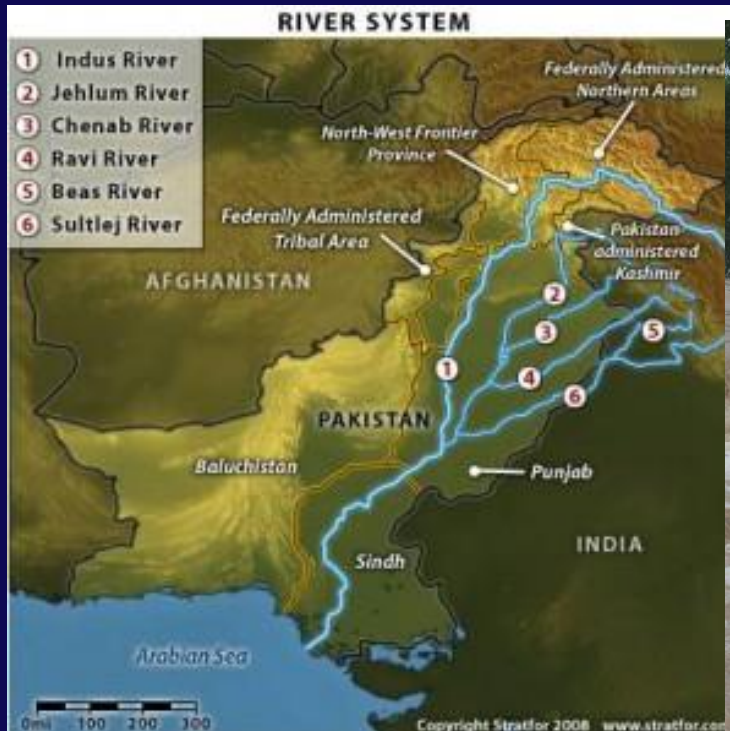 RIVER SYSTEM
1 Indus River
2 Jehlum River
3 Chenab River
4 Ravi River
5 Beas River
6 Sultlej River
Federally Administered
Northern Areas
North-West Frontier
Province
Federally Administered
Tribal Area
Pakistan
administered
Kashmir
AFGHANISTAN
2
3
5
1
4
6
PAKISTAN
Baluchistan
Punjab
INDIA
Sindh
Arabian Sea
0mi 100 200 300
Copyright Stratfor 2008 www.stratfor.com